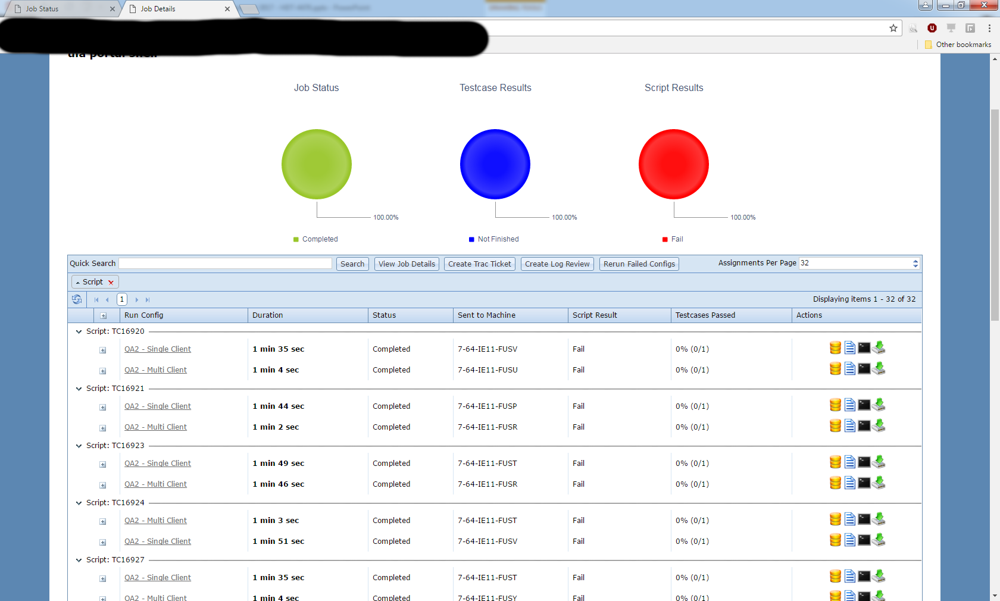 Job Status
Job Details
Other bookmarks
Job Status
Testcase Results
Script Results
100.00%
100.00%
100.00%
Completed
Not Finished
Fail
Quick Search
Search
View Job Details
Create Trac Ticket
Create Log Review
Rerun Failed Configs
Assignments Per Page 32
Script
1
Displaying items 1 - 32 of 32
Run Config Duration Status Sent to Machine Script Result Testcases Passed Actions
Script: TC16920
QA2 - Single Client 1 min 35 sec Completed 7-64-IE11-FUSV Fail 0% (0/1)
QA2 - Multi Client 1 min 4 sec Completed 7-64-IE11-FUSU Fail 0% (0/1)
Script: TC16921
QA2 - Single Client 1 min 44 sec Completed 7-64-IE11-FUSP Fail 0% (0/1)
QA2 - Multi Client 1 min 2 sec Completed 7-64-IE11-FUSR Fail 0% (0/1)
Script: TC16923
QA2 - Single Client 1 min 49 sec Completed 7-64-IE11-FUST Fail 0% (0/1)
QA2 - Multi Client 1 min 46 sec Completed 7-64-IE11-FUSR Fail 0% (0/1)
Script: TC16924
QA2 - Multi Client 1 min 3 sec Completed 7-64-IE11-FUST Fail 0% (0/1)
QA2 - Single Client 1 min 51 sec Completed 7-64-IE11-FUSV Fail 0% (0/1)
Script: TC16927
QA2 - Single Client 1 min 35 sec Completed 7-64-IE11-FUST Fail 0% (0/1)
QA2 - Multi Client 1 min 4 sec Completed 7-64-IE11-FUSY Fail 0% (0/1)